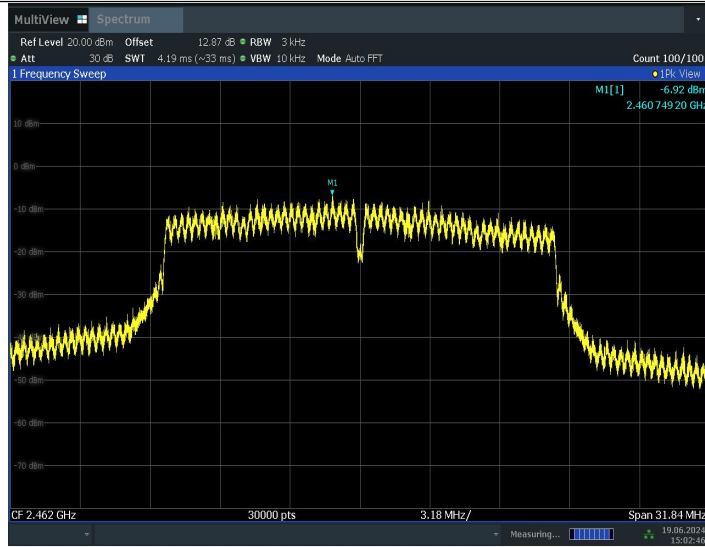 MultiView Spectrum
Ref Level 20.00 dBm Offset 12.87 dB RBW 3 kHz
Att 30 dB SWT 4.19 ms (~33 ms) VBW 10 kHz Mode Auto FFT Count 100/100
1 Frequency Sweep 1Pk View
M1[1] -6.92 dBm
2.460 749 20 GHz
10 dBm
0 dBm
M1
-10 dBm
-20 dBm
-30 dBm
-50 dBm
-60 dBm
-70 dBm
CF 2.462 GHz 30000 pts 3.18 MHz/ Span 31.84 MHz
Measuring... 19.06.2024
15:02:46